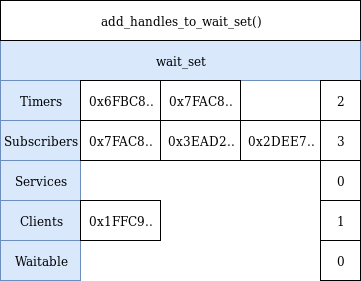 add_handles_to_wait_set()
wait_set
Timers 0x6FBC8.. 0x7FAC8.. 2
Subscribers 0x7FAC8.. 0x3EAD2.. 0x2DEE7.. 3
Services 0
Clients 0x1FFC9.. 1
Waitable 0